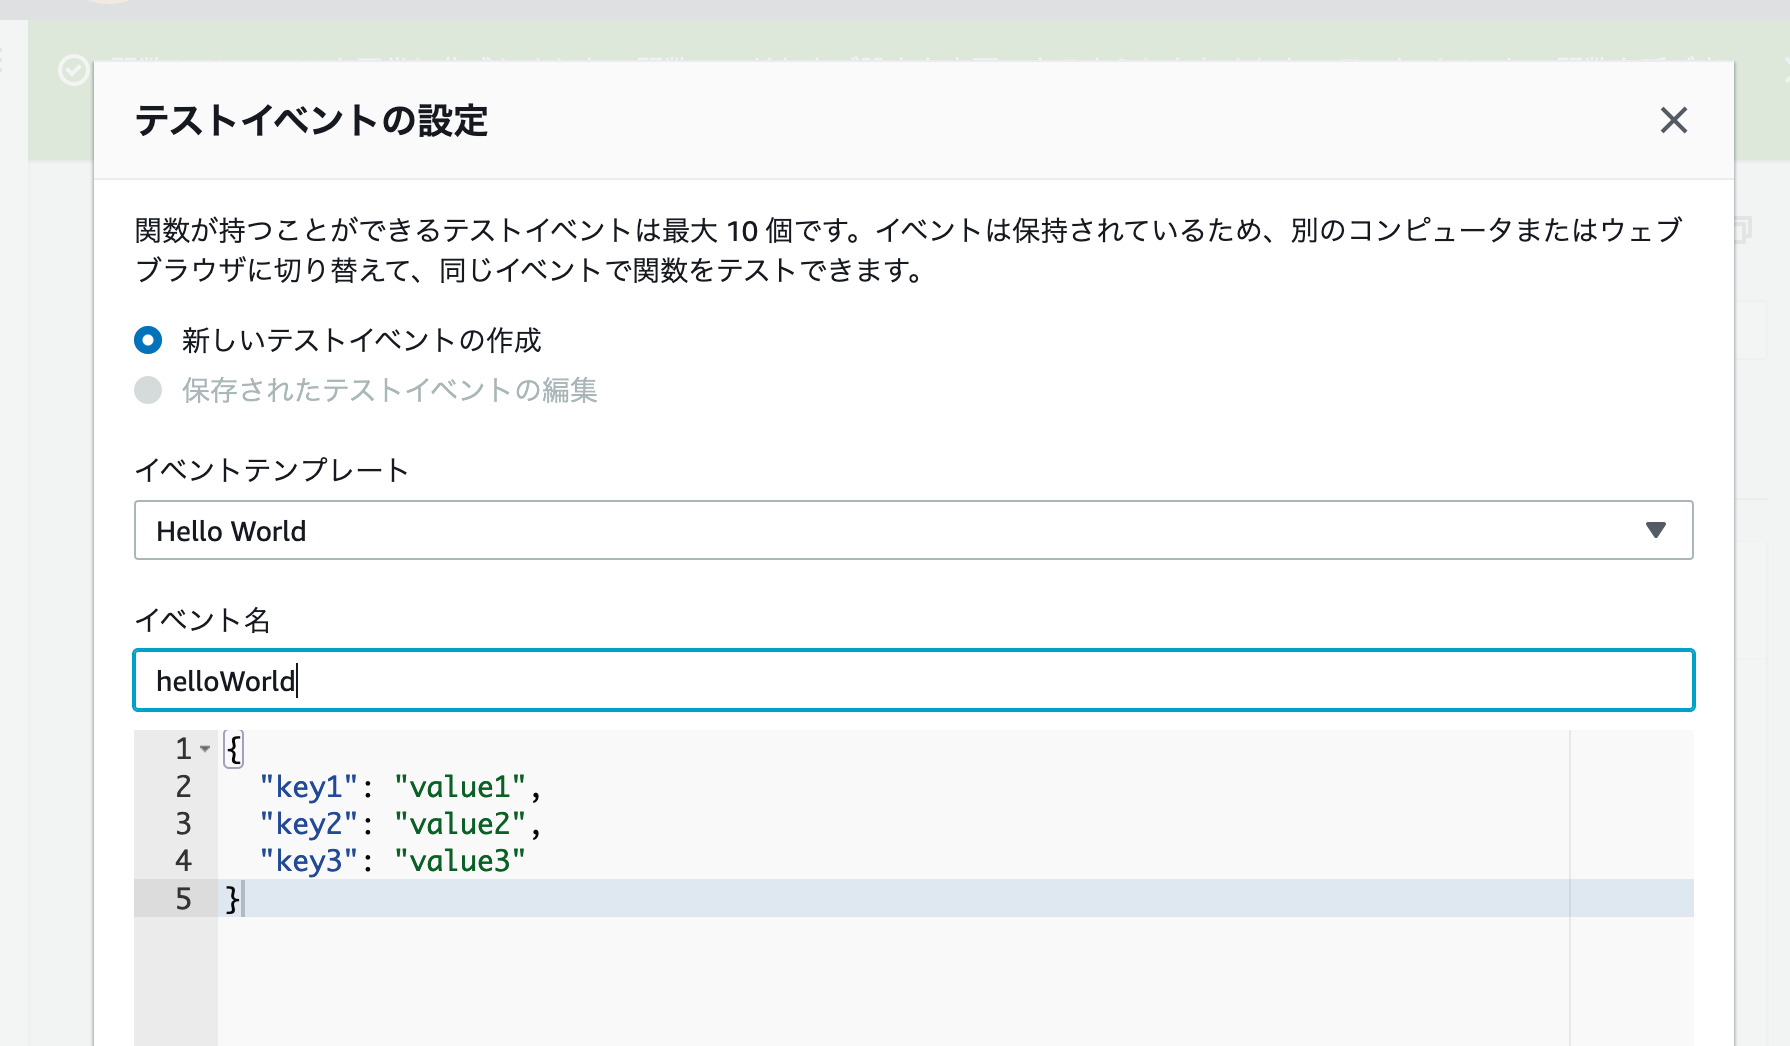 テストイベントの設定
関数が持つことができるテストイベントは最大 10 個です。イベントは保持されているため、別のコンピュータまたはウェブ
ブラウザに切り替えて、同じイベントで関数をテストできます。
新しいテストイベントの作成
保存されたテストイベントの編集
イベントテンプレート
Hello World
イベント名
helloWorld
1 {
2 "key1": "value1",
3 "key2": "value2",
4 "key3": "value3"
5 }